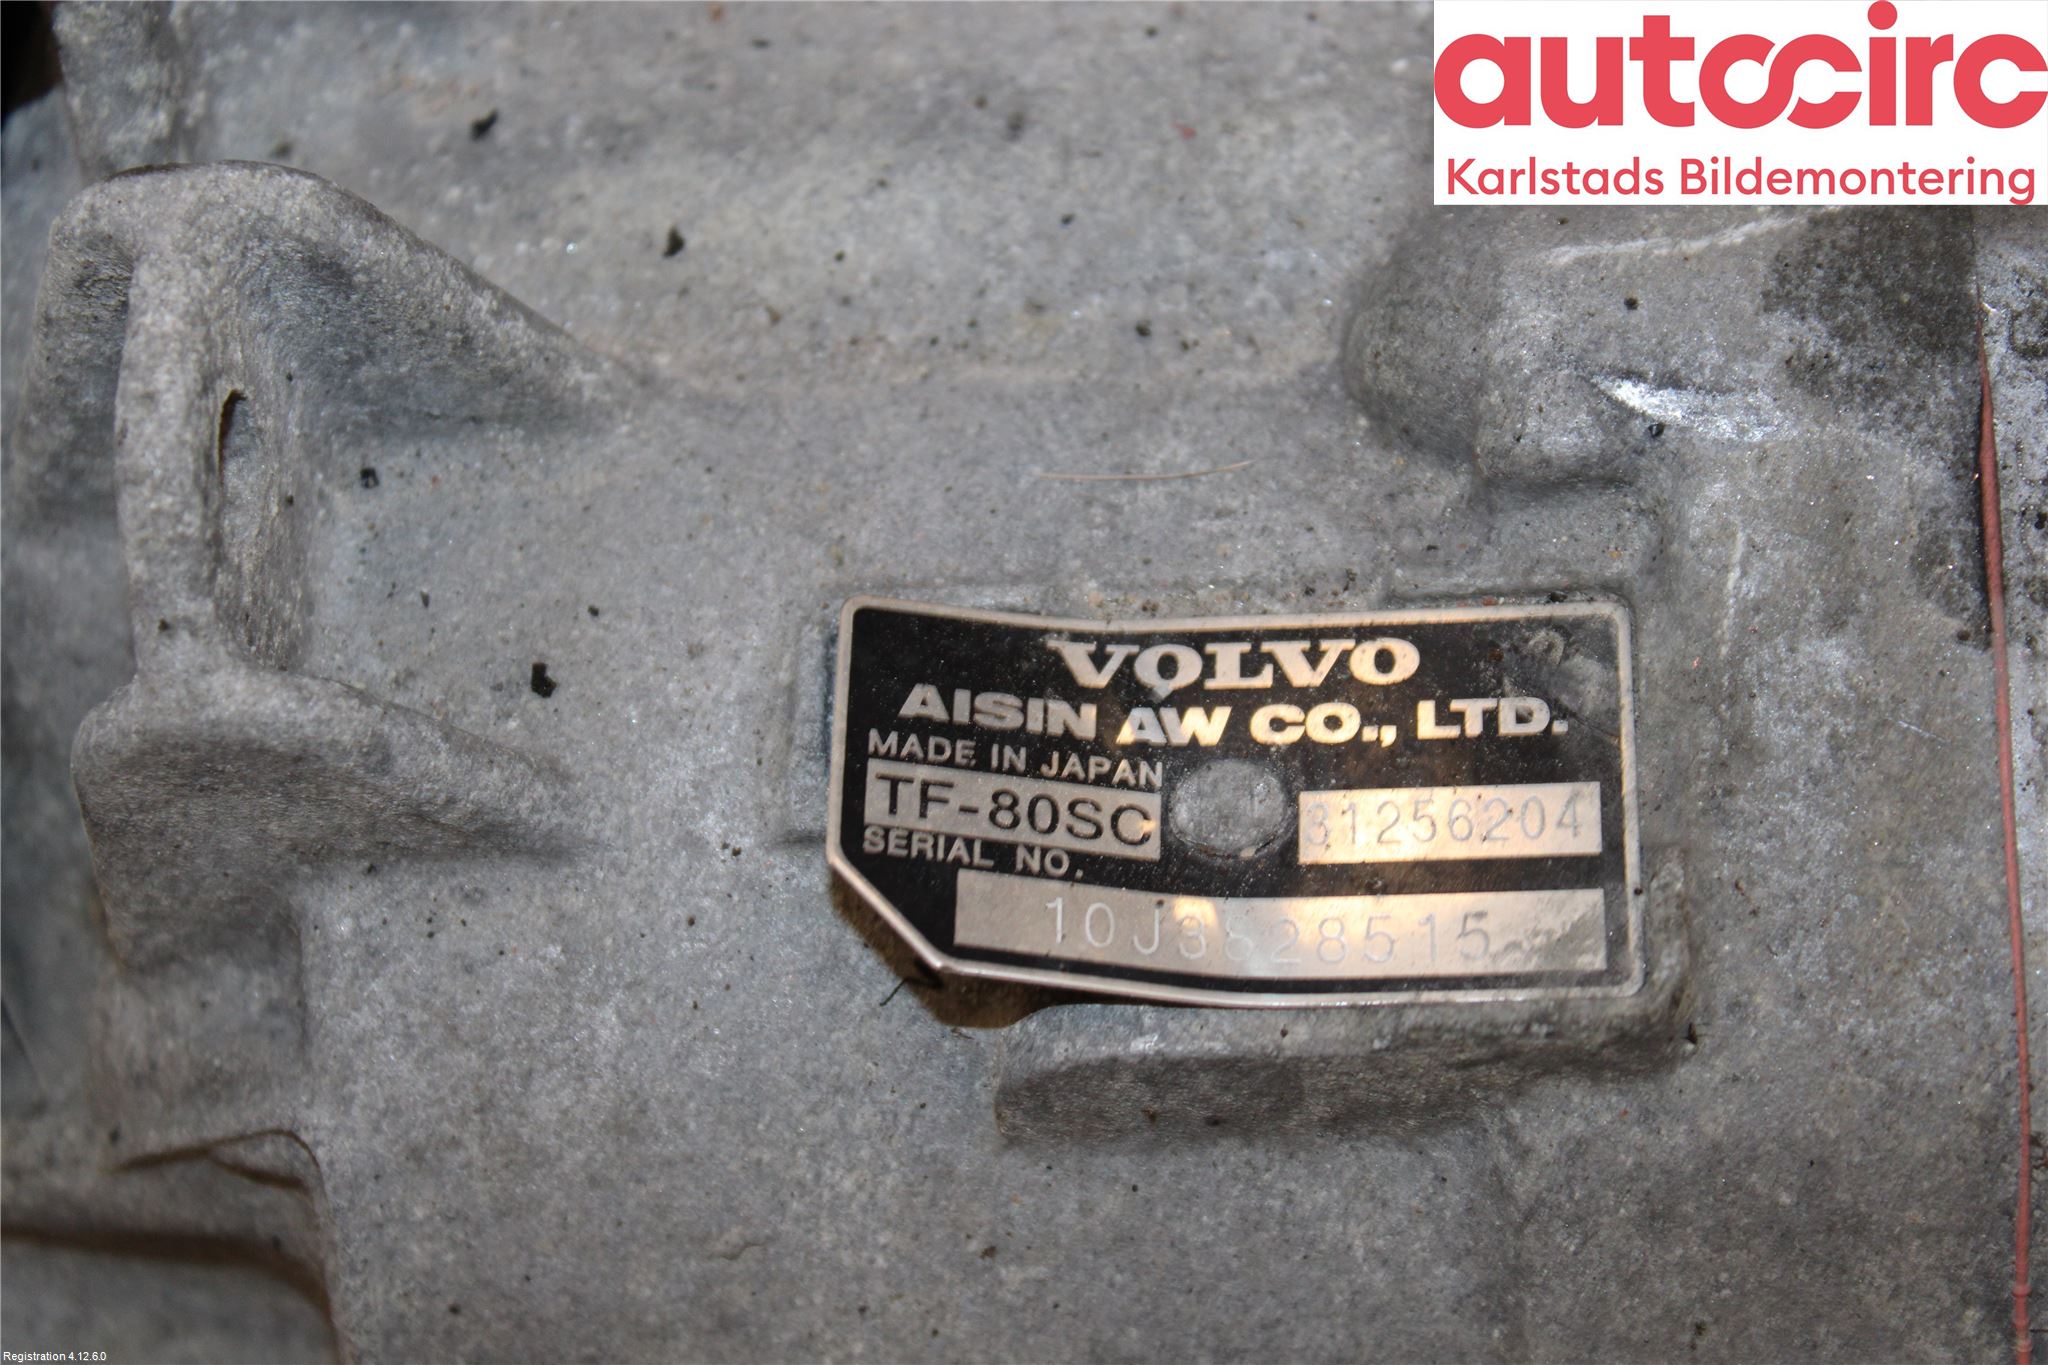 autocirc
Karlstads Bildemontering
VOLVO
AISIN AW CO., LTD.
MADE IN JAPAN
TF-80SC 31256204
SERIAL NO.
10J3528515
Registration 4.12.6.0